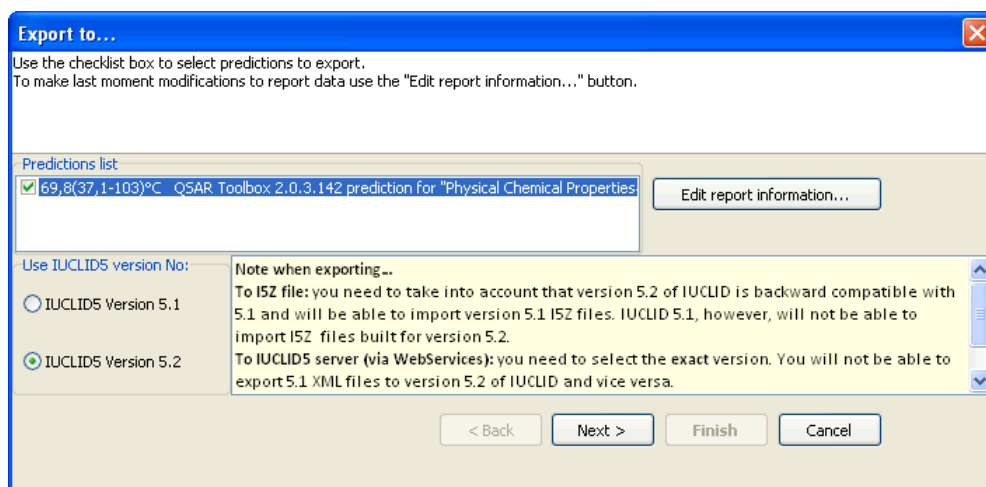 Export to...
Use the checklist box to select predictions to export.
To make last moment modifications to report data use the "Edit report information..." button.
Predictions list
69,8(37,1-103)°C QSAR Toolbox 2.0.3.142 prediction for "Physical Chemical Properties
Edit report information...
Use IUCLID5 version No:
IUCLID5 Version 5.1
IUCLID5 Version 5.2
Note when exporting...
To I5Z file: you need to take into account that version 5.2 of IUCLID is backward compatible with
5.1 and will be able to import version 5.1 I5Z files. IUCLID 5.1, however, will not be able to
import I5Z files built for version 5.2.
To IUCLID5 server (via WebServices): you need to select the exact version. You will not be able to
export 5.1 XML files to version 5.2 of IUCLID and vice versa.
< Back
Next >
Finish
Cancel